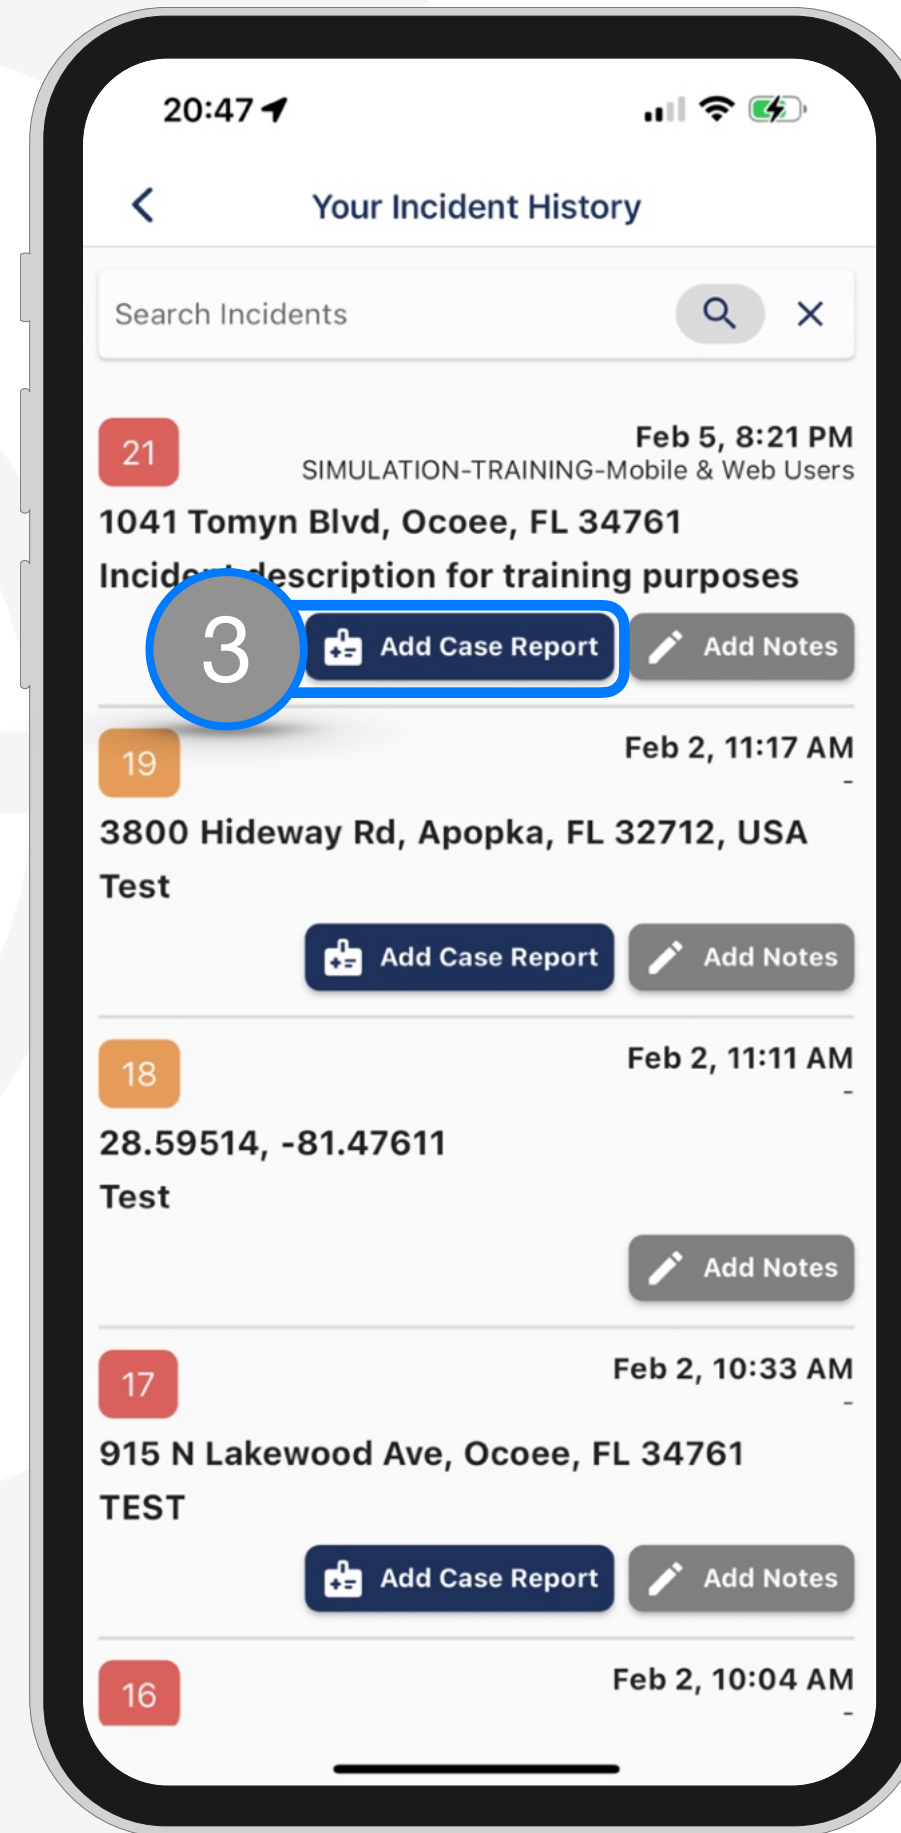 20:47
Your Incident History
Search Incidents
21
Feb 5, 8:21 PM
SIMULATION-TRAINING-Mobile & Web Users
1041 Tomyn Blvd, Ocoee, FL 34761
Incident description for training purposes
3
Add Case Report
Add Notes
19
Feb 2, 11:17 AM
-
3800 Hideway Rd, Apopka, FL 32712, USA
Test
Add Case Report
Add Notes
18
Feb 2, 11:11 AM
-
28.59514, -81.47611
Test
Add Notes
17
Feb 2, 10:33 AM
-
915 N Lakewood Ave, Ocoee, FL 34761
TEST
Add Case Report
Add Notes
16
Feb 2, 10:04 AM
-